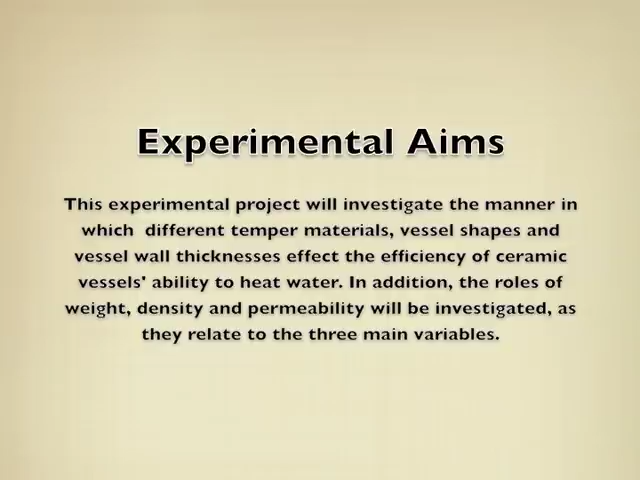 Experimental Aims
This experimental project will investigate the manner in
which  different temper materials, vessel shapes and
vessel wall thicknesses effect the efficiency of ceramic
vessels' ability to heat water. In addition, the roles of
weight, density and permeability will be investigated, as
they relate to the three main variables.